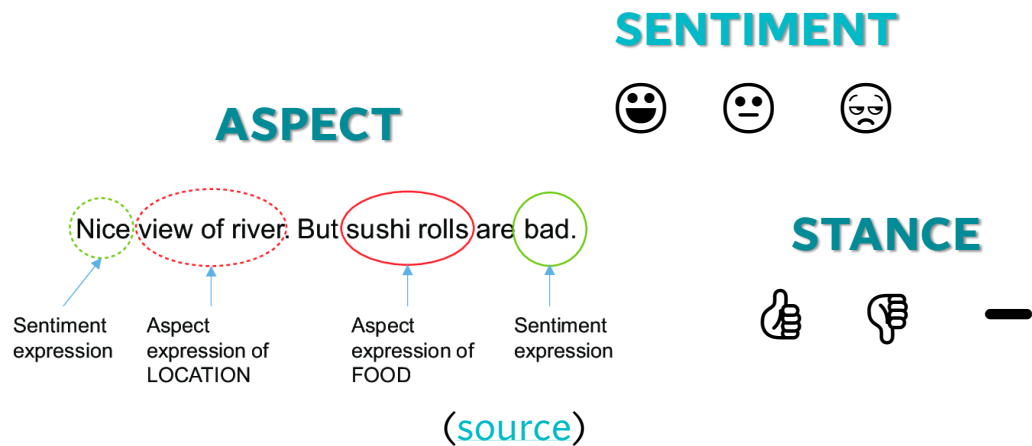 SENTIMENT
ASPECT
Nice view of river. But sushi rolls are bad.
STANCE
Sentiment
expression
Aspect
expression of
LOCATION
Aspect
expression of
FOOD
Sentiment
expression
(source)